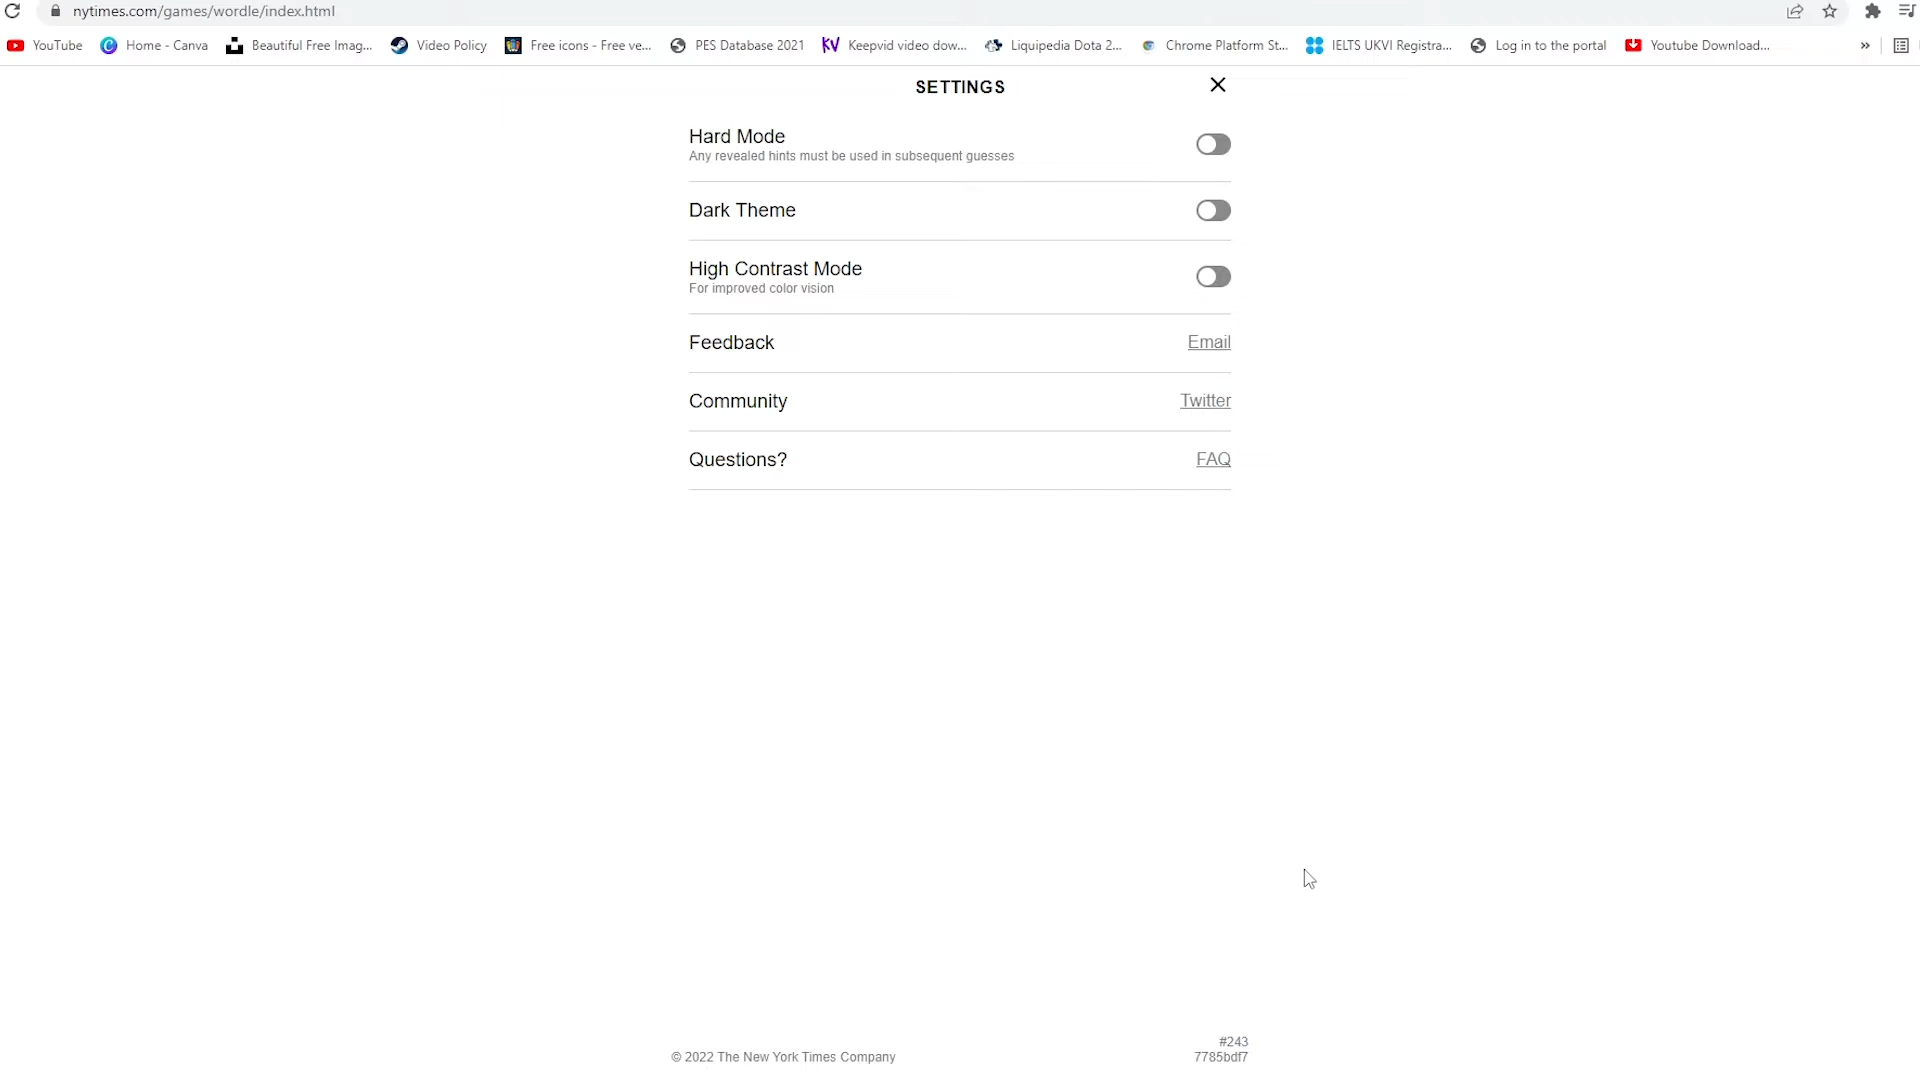 nytimes.com/games/wordle/index.html
YouTube
Home - Canva
Beautiful Free Imag...
Video Policy
Free icons - Free ve...
PES Database 2021
KV
Keepvid video dow...
Liquipedia Dota 2...
Chrome Platform St...
IELTS UKVI Registra...
Log in to the portal
Youtube Download...
»
SETTINGS
Hard Mode
Any revealed hints must be used in subsequent guesses
Dark Theme
High Contrast Mode
For improved color vision
Feedback
Email
Community
Twitter
Questions?
FAQ
#243
© 2022 The New York Times Company
7785bdf7